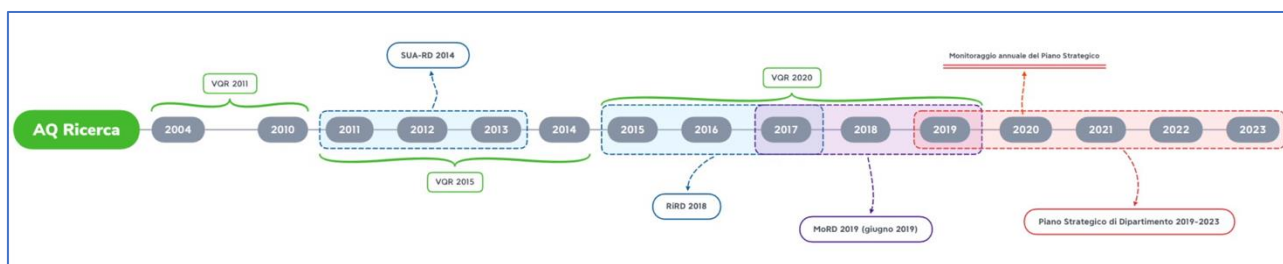 SUA-RD 2014
Monitoraggio annuale del Piano Strategico
VQR 2011
VQR 2020
AQ Ricerca
2004
2010
2011
2012
2013
2014
2015
2016
2017
2018
2019
2020
2021
2022
2023
VQR 2015
RiRD 2018
MoRD 2019 (giugno 2019)
Piano Strategico di Dipartimento 2019-2023